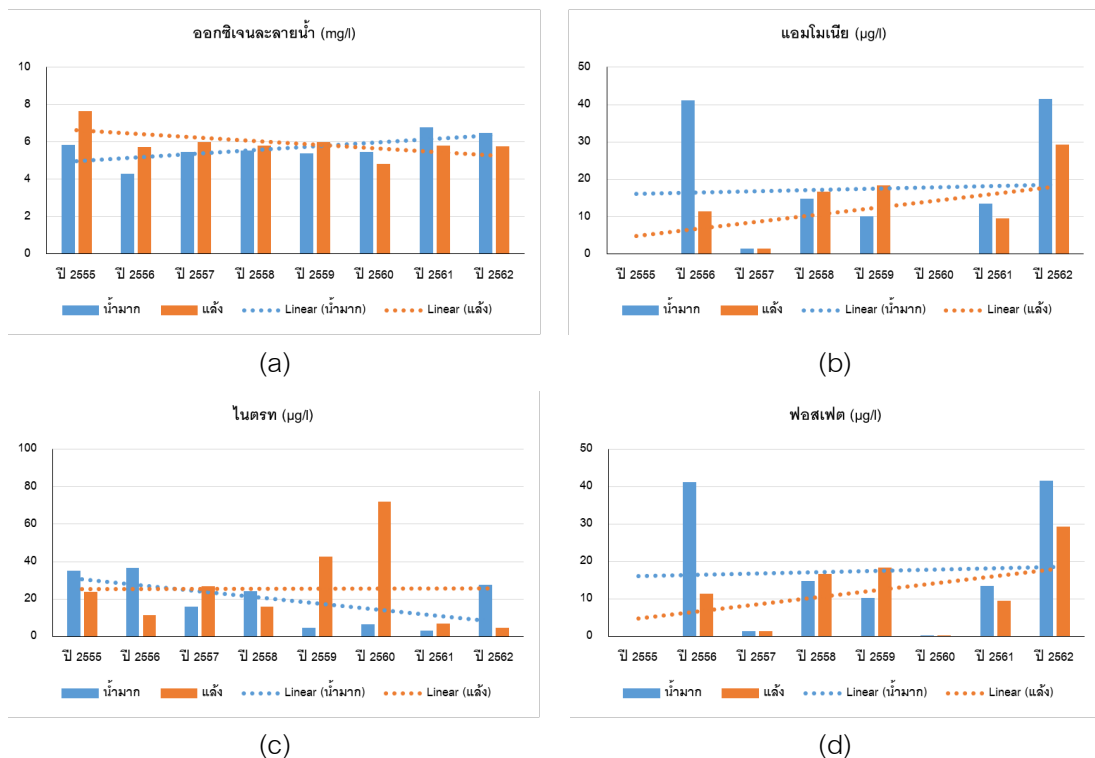 ออกซิเจนละลายน้ำ (mg/l)
10
8
6
4
2
0
ปี 2555 ปี 2556 ปี 2557 ปี 2558 ปี 2559 ปี 2560 ปี 2561 ปี 2562
น้ำมาก แล้ง Linear (น้ำมาก) Linear (แล้ง)
(a)
แอมโมเนีย (µg/l)
50
40
30
20
10
0
ปี 2555 ปี 2556 ปี 2557 ปี 2558 ปี 2559 ปี 2560 ปี 2561 ปี 2562
น้ำมาก แล้ง Linear (น้ำมาก) Linear (แล้ง)
(b)
ไนตรท (µg/l)
100
80
60
40
20
0
ปี 2555 ปี 2556 ปี 2557 ปี 2558 ปี 2559 ปี 2560 ปี 2561 ปี 2562
น้ำมาก แล้ง Linear (น้ำมาก) Linear (แล้ง)
(c)
ฟอสเฟต (µg/l)
50
40
30
20
10
0
ปี 2555 ปี 2556 ปี 2557 ปี 2558 ปี 2559 ปี 2560 ปี 2561 ปี 2562
น้ำมาก แล้ง Linear (น้ำมาก) Linear (แล้ง)
(d)